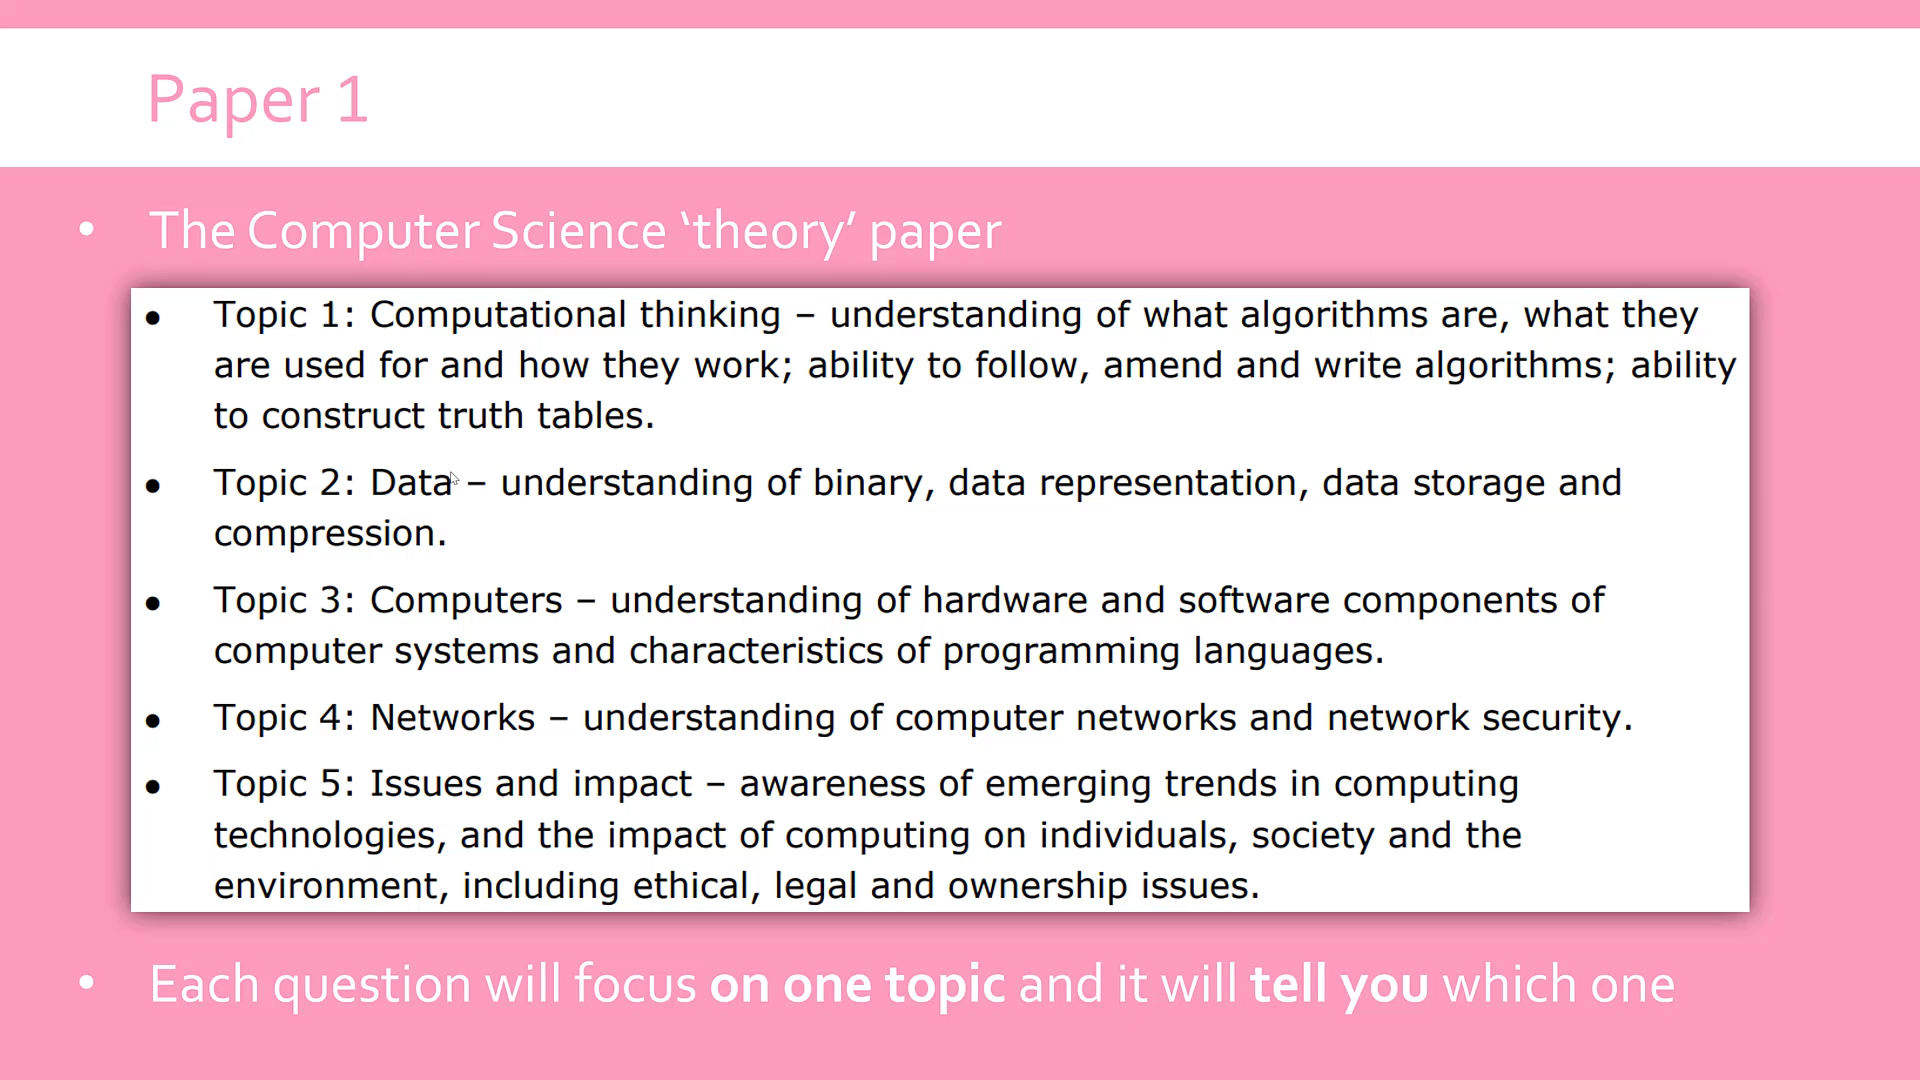 Paper 1
• The Computer Science ‘theory’ paper
• Topic 1: Computational thinking – understanding of what algorithms are, what they
are used for and how they work; ability to follow, amend and write algorithms; ability
to construct truth tables.
• Topic 2: Data – understanding of binary, data representation, data storage and
compression.
• Topic 3: Computers – understanding of hardware and software components of
computer systems and characteristics of programming languages.
• Topic 4: Networks – understanding of computer networks and network security.
• Topic 5: Issues and impact – awareness of emerging trends in computing
technologies, and the impact of computing on individuals, society and the
environment, including ethical, legal and ownership issues.
• Each question will focus on one topic and it will tell you which one